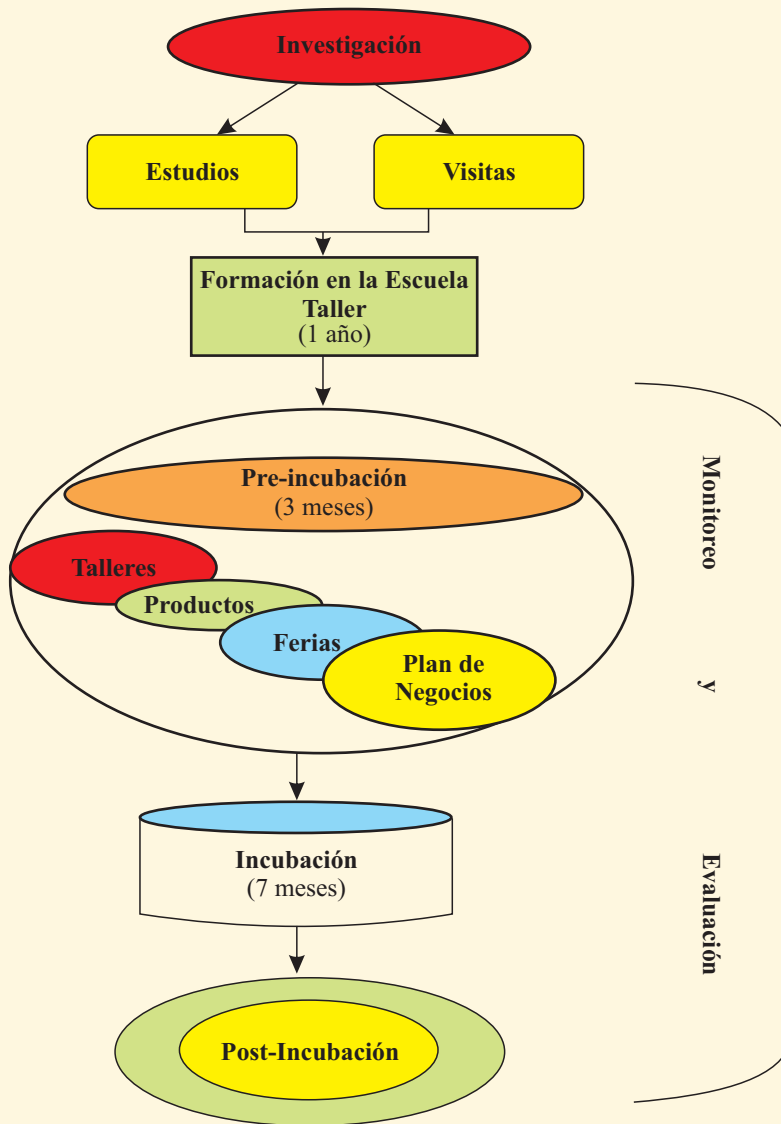 Investigación
Estudios
Visitas
Formación en la Escuela
Taller
(1 año)
Pre-incubación
(3 meses)
Talleres
Productos
Ferias
Plan de
Negocios
Incubación
(7 meses)
Post-Incubación
Monitoreo y Evaluación